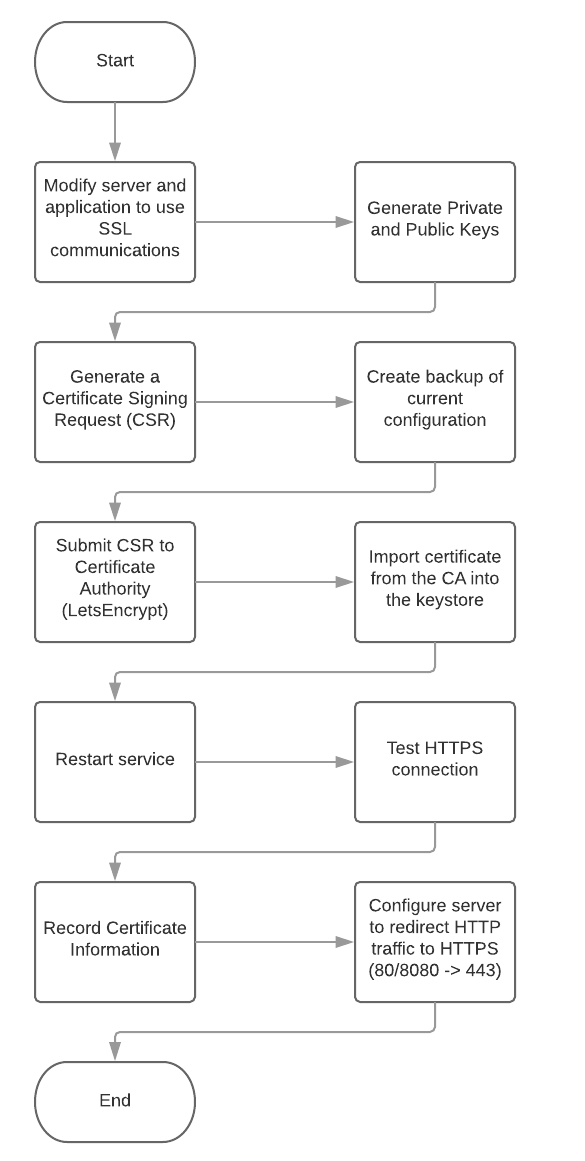 Start
Modify server and
application to use
SSL
communications
Generate Private
and Public Keys
Generate a
Certificate Signing
Request (CSR)
Create backup of
current
configuration
Submit CSR to
Certificate
Authority
(LetsEncrypt)
Import certificate
from the CA into
the keystore
Restart service
Test HTTPS
connection
Record Certificate
Information
Configure server
to redirect HTTP
traffic to HTTPS
(80/8080 -> 443)
End